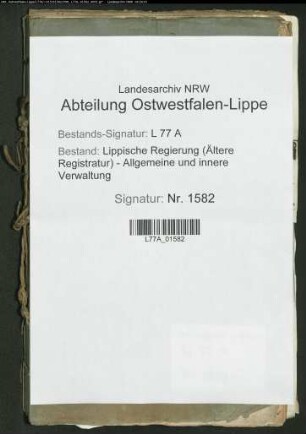 Landesarchiv NRW
Abteilung Ostwestfalen-Lippe
Bestands-Signatur: L 77 A
Bestand: Lippische Regierung (Ältere
Registratur) - Allgemeine und innere
Verwaltung
Signatur: Nr. 1582
L77A_01582